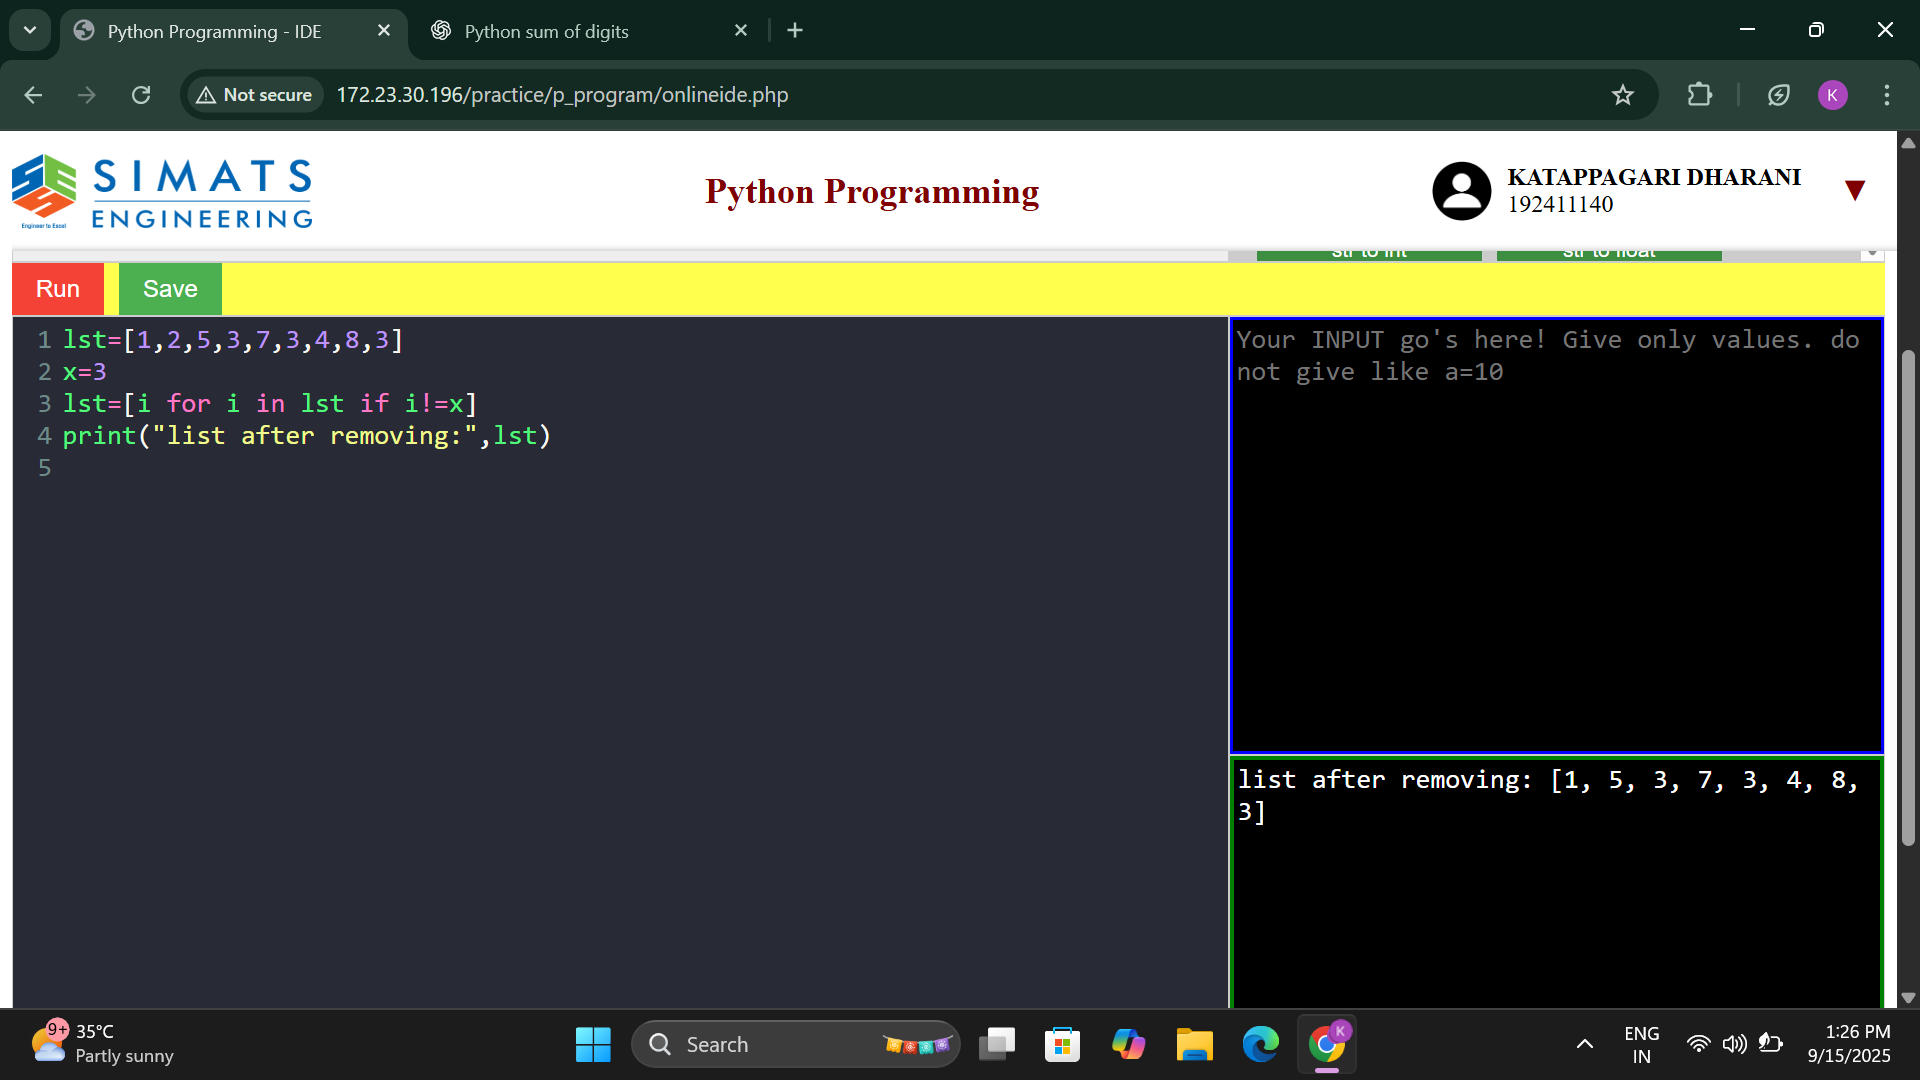 Python Programming - IDE
Python sum of digits
Not secure
172.23.30.196/practice/p_program/onlineide.php
K
SIMATS
ENGINEERING
Engineer to Excel
Python Programming
KATAPPAGARI DHARANI
192411140
str to int
str to float
Run
Save
1 lst=[1,2,5,3,7,3,4,8,3]
2 x=3
3 lst=[i for i in lst if i!=x]
4 print("list after removing:",lst)
5
Your INPUT go's here! Give only values. do
not give like a=10
list after removing: [1, 5, 3, 7, 3, 4, 8,
3]
9+
35°C
Partly sunny
Search
K
ENG
IN
1:26 PM
9/15/2025